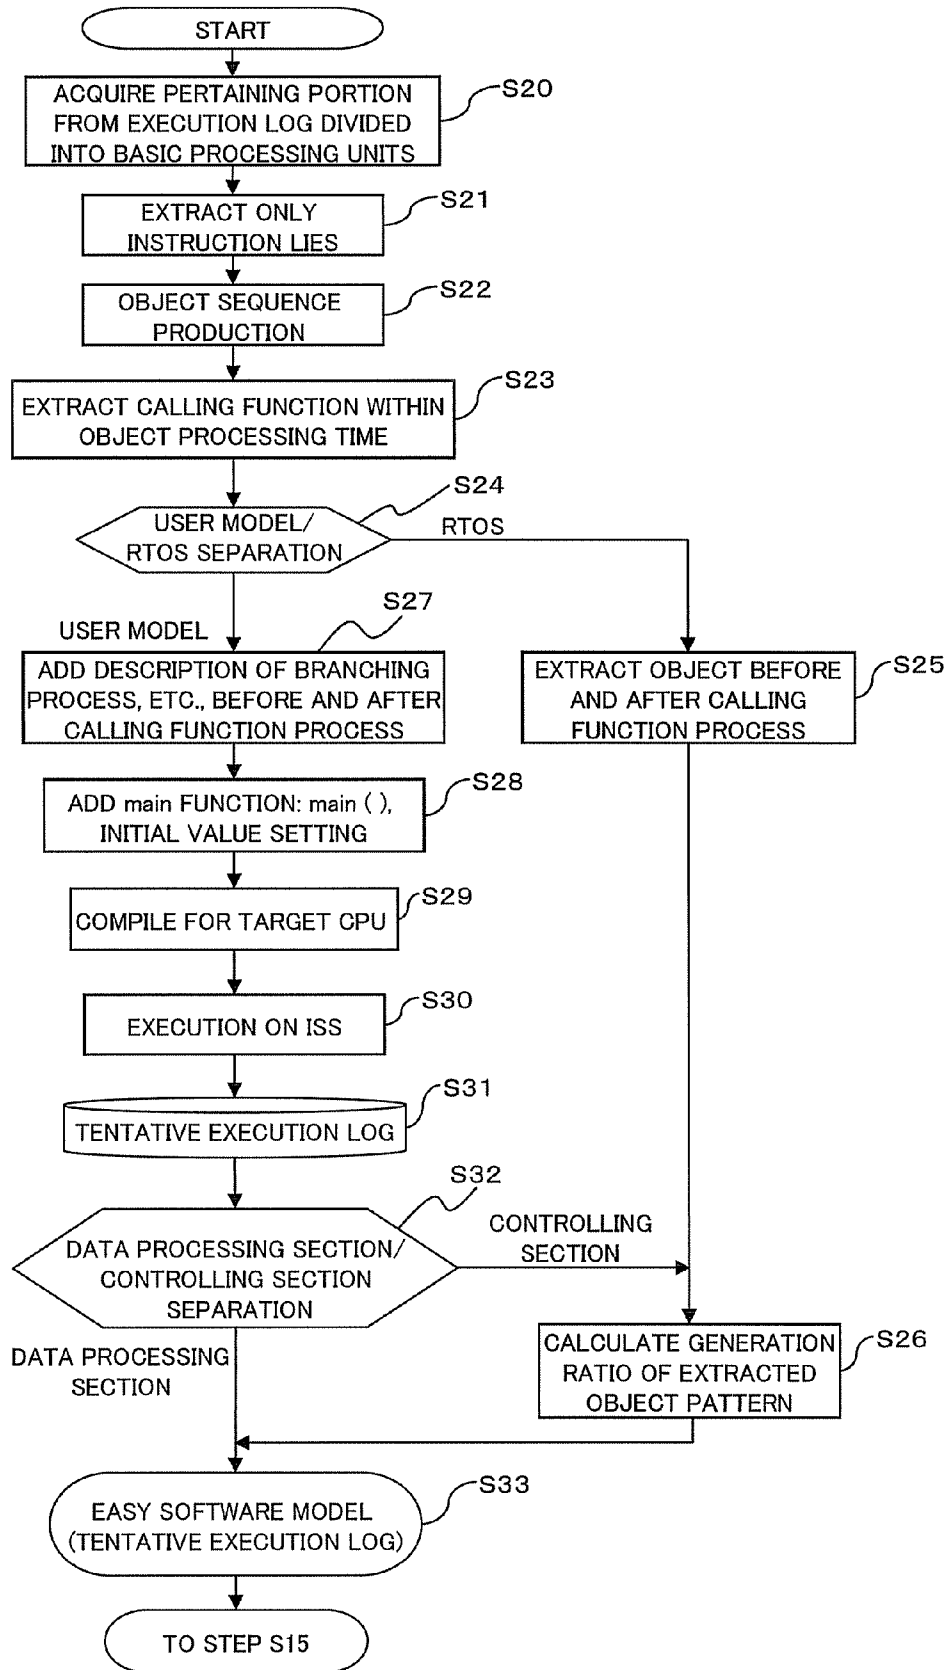 START
S20
ACQUIRE PERTAINING PORTION
FROM EXECUTION LOG DIVIDED
INTO BASIC PROCESSING UNITS
S21
EXTRACT ONLY
INSTRUCTION LIES
S22
OBJECT SEQUENCE
PRODUCTION
S23
EXTRACT CALLING FUNCTION WITHIN
OBJECT PROCESSING TIME
S24
USER MODEL/
RTOS SEPARATION
RTOS
S27
USER MODEL
ADD DESCRIPTION OF BRANCHING
PROCESS, ETC., BEFORE AND AFTER
CALLING FUNCTION PROCESS
S25
EXTRACT OBJECT BEFORE
AND AFTER CALLING
FUNCTION PROCESS
S28
ADD main FUNCTION: main ( ),
INITIAL VALUE SETTING
S29
COMPILE FOR TARGET CPU
S30
EXECUTION ON ISS
S31
TENTATIVE EXECUTION LOG
S32
DATA PROCESSING SECTION/
CONTROLLING SECTION
SEPARATION
CONTROLLING
SECTION
DATA PROCESSING
SECTION
S26
CALCULATE GENERATION
RATIO OF EXTRACTED
OBJECT PATTERN
S33
EASY SOFTWARE MODEL
(TENTATIVE EXECUTION LOG)
TO STEP S15